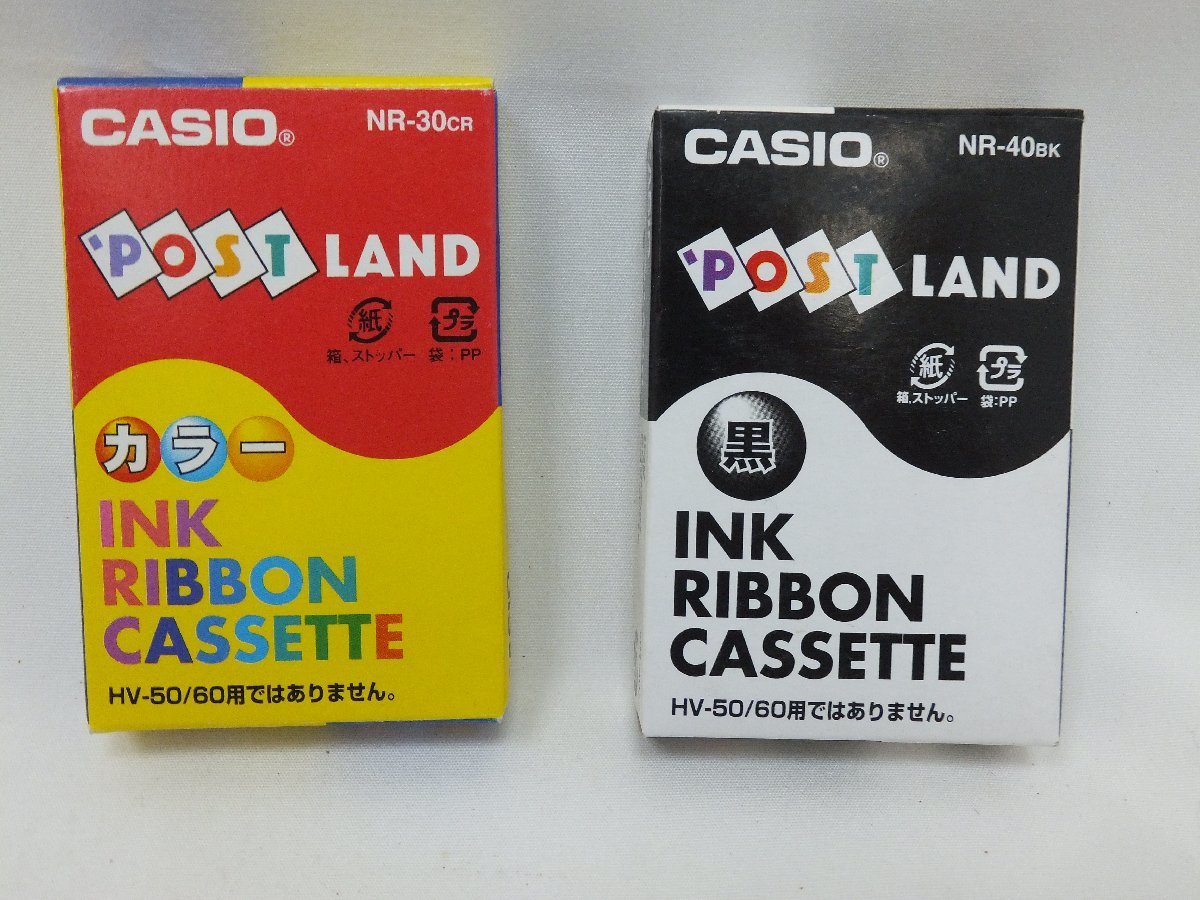 CASIO® NR-30CR
'POST LAND
紙 プラ
箱、ストッパー 袋:PP
カラー
INK
RIBBON
CASSETTE
HV-50/60用ではありません。
CASIO® NR-40BK
'POST LAND
紙 プラ
箱、ストッパー 袋:PP
黒
INK
RIBBON
CASSETTE
HV-50/60用ではありません。